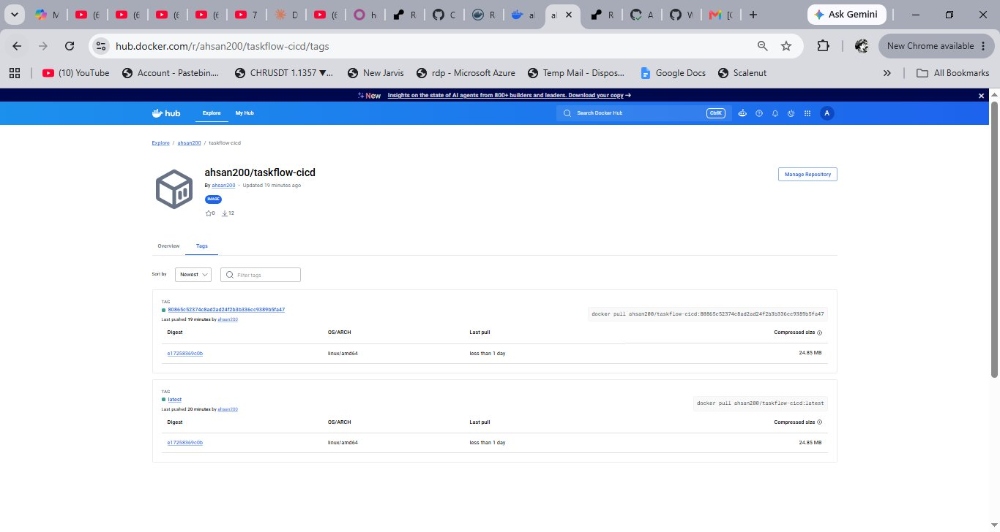 (6
(6
(6
(6
7
D
(6
h
R
C
R
al
al
R
A
W
[C
Ask Gemini
hub.docker.com/r/ahsan200/taskflow-cicd/tags
New Chrome available
(10) YouTube
Account - Pastebin....
CHRUSDT 1.1357 ▼...
New Jarvis
rdp - Microsoft Azure
Temp Mail - Dispos...
Google Docs
Scalenut
»
All Bookmarks
New Insights on the state of AI agents from 800+ builders and leaders. Download your copy →
hub
Explore
My Hub
Search Docker Hub
CtrlK
A
Explore / ahsan200 / taskflow-cicd
ahsan200/taskflow-cicd
Manage Repository
By ahsan200 • Updated 19 minutes ago
IMAGE
0 12
Overview
Tags
Sort by
Newest
Filter tags
TAG
80865c52374c8ad2ad24f2b3b336cc9389b5fa47
docker pull ahsan200/taskflow-cicd:80865c52374c8ad2ad24f2b3b336cc9389b5fa47
Last pushed 19 minutes by ahsan200
Digest OS/ARCH Last pull Compressed size
e17258369c0b linux/amd64 less than 1 day 24.85 MB
TAG
latest
docker pull ahsan200/taskflow-cicd:latest
Last pushed 20 minutes by ahsan200
Digest OS/ARCH Last pull Compressed size
e17258369c0b linux/amd64 less than 1 day 24.85 MB